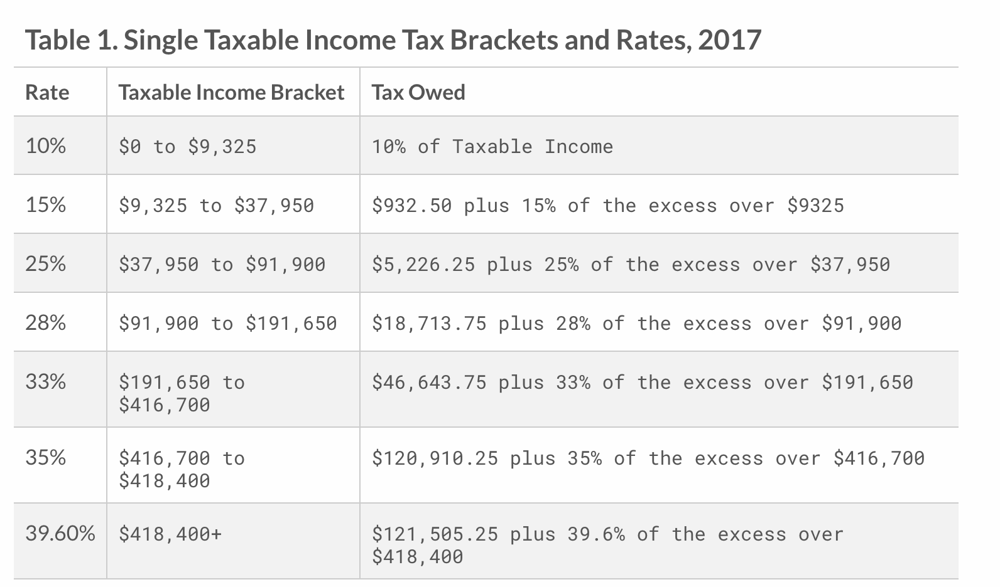 Table 1. Single Taxable Income Tax Brackets and Rates, 2017
Rate Taxable Income Bracket Tax Owed
10% $0 to $9,325 10% of Taxable Income
15% $9,325 to $37,950 $932.50 plus 15% of the excess over $9325
25% $37,950 to $91,900 $5,226.25 plus 25% of the excess over $37,950
28% $91,900 to $191,650 $18,713.75 plus 28% of the excess over $91,900
33% $191,650 to $46,643.75 plus 33% of the excess over $191,650
$416,700
35% $416,700 to $120,910.25 plus 35% of the excess over $416,700
$418,400
39.60% $418,400+ $121,505.25 plus 39.6% of the excess over
$418,400